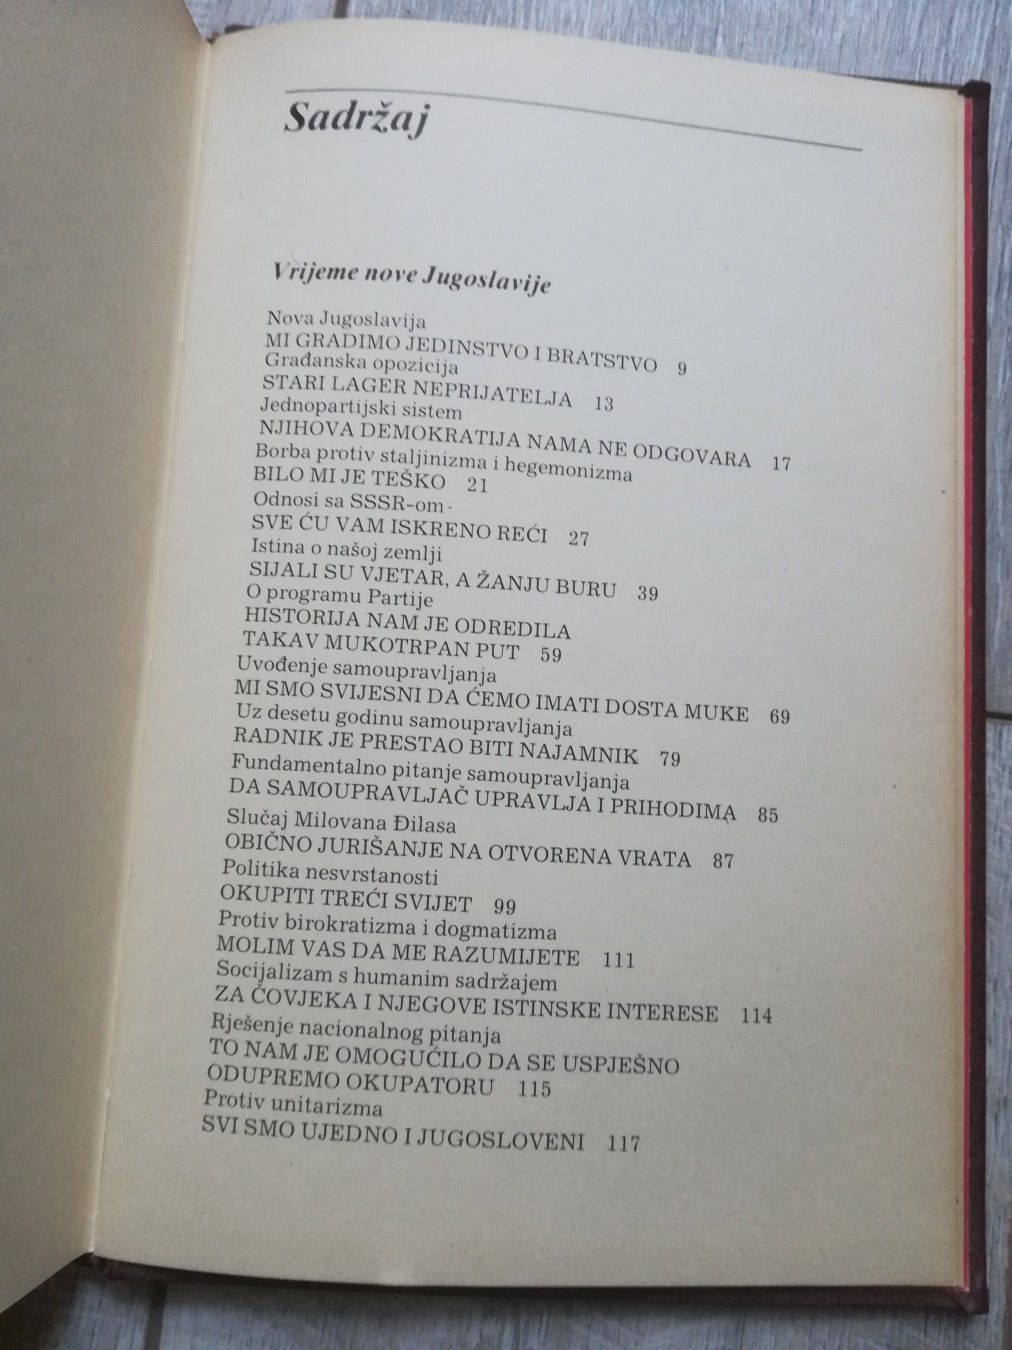 Sadržaj
Vrijeme nove Jugoslavije
Nova Jugoslavija
MI GRADIMO JEDINSTVO I BRATSTVO 9
Građanska opozicija
STARI LAGER NEPRIJATELJA 13
Jednopartijski sistem
NJIHOVA DEMOKRATIJA NAMA NE ODGOVARA 17
Borba protiv staljinizma i hegemonizma
BILO MI JE TEŠKO 21
Odnosi sa SSSR-om
SVE ĆU VAM ISKRENO REĆI 27
Istina o našoj zemlji
SIJALI SU VJETAR, A ŽANJU BURU 39
O programu Partije
HISTORIJA NAM JE ODREDILA
TAKAV MUKOTRPAN PUT 59
Uvođenje samoupravljanja
MI SMO SVIJESNI DA ĆEMO IMATI DOSTA MUKE 69
Uz desetu godinu samoupravljanja
RADNIK JE PRESTAO BITI NAJAMNIK 79
Fundamentalno pitanje samoupravljanja
DA SAMOUPRAVLJAČ UPRAVLJA I PRIHODIMA 85
Slučaj Milovana Đilasa
OBIČNO JURIŠANJE NA OTVORENA VRATA 87
Politika nesvrstanosti
OKUPITI TREĆI SVIJET 99
Protiv birokratizma i dogmatizma
MOLIM VAS DA ME RAZUMIJETE 111
Socijalizam s humanim sadržajem
ZA ČOVJEKA I NJEGOVE ISTINSKE INTERESE 114
Rješenje nacionalnog pitanja
TO NAM JE OMOGUĆILO DA SE USPJEŠNO
ODUPREMO OKUPATORU 115
Protiv unitarizma
SVI SMO UJEDNO I JUGOSLOVENI 117